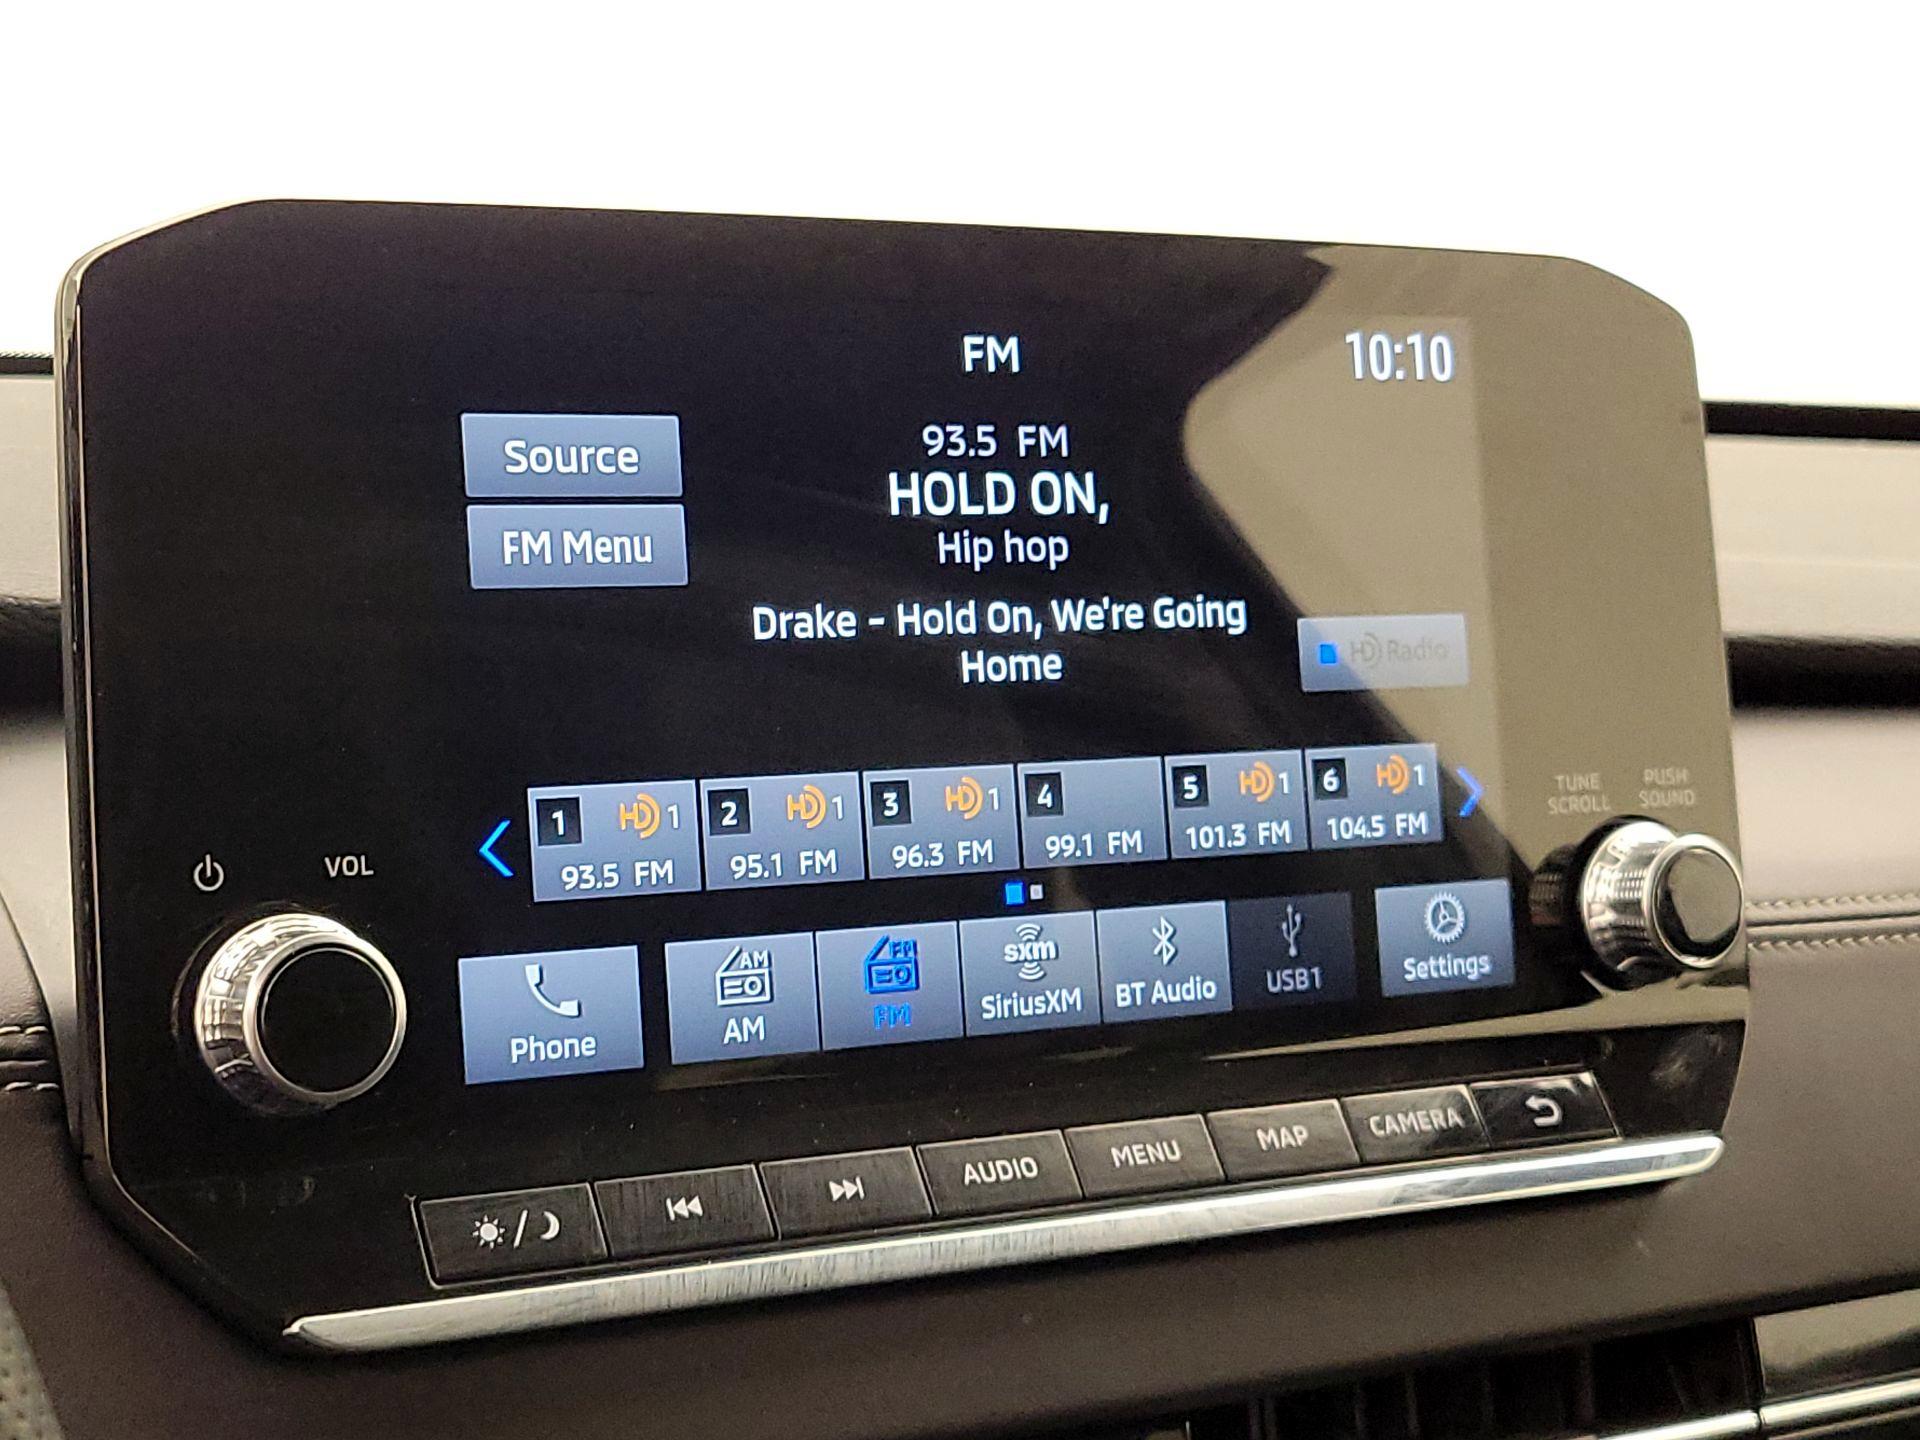 FM
10:10
Source
93.5 FM
HOLD ON,
FM Menu
Hip hop
Drake - Hold On, We're Going
Home
HD Radio
1 HD 1
93.5 FM
2 HD 1
95.1 FM
3 HD 1
96.3 FM
4
99.1 FM
5 HD 1
101.3 FM
6 HD 1
104.5 FM
TUNE
SCROLL
PUSH
SOUND
VOL
Phone
AM
AM
FM
FM
sxm
SiriusXM
BT Audio
USB1
Settings
AUDIO
MENU
MAP
CAMERA